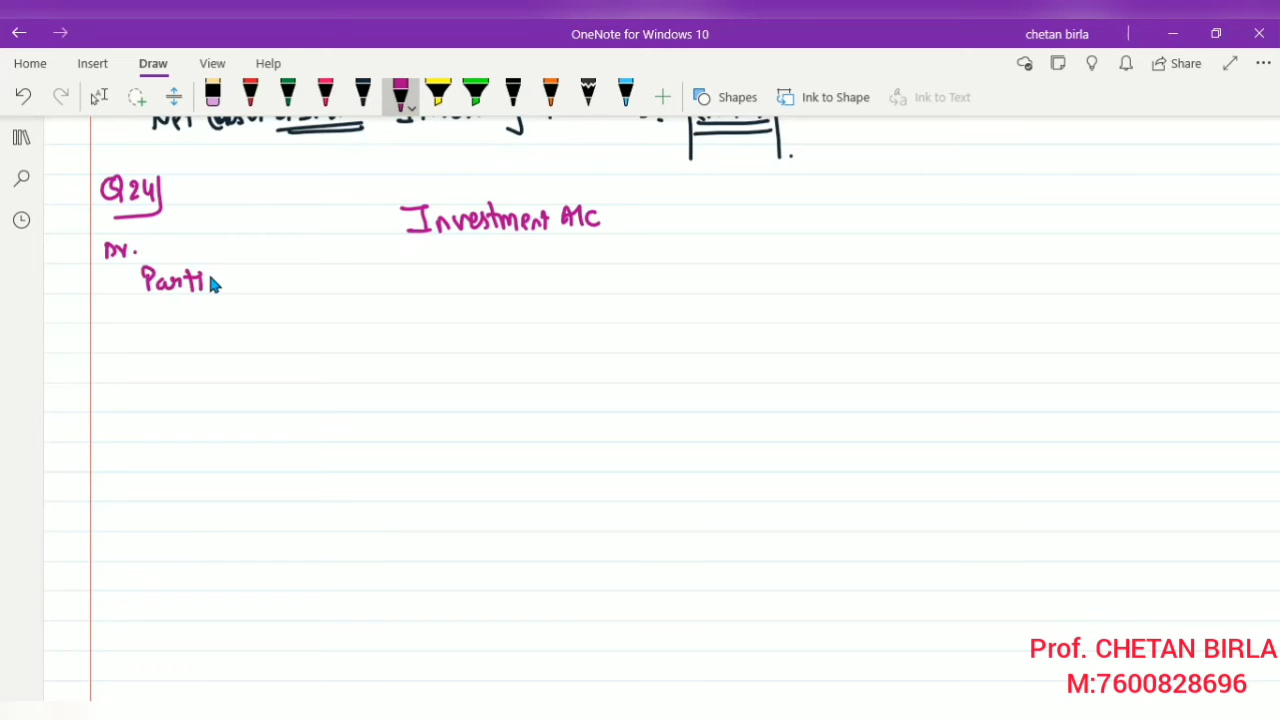 OneNote for Windows 10
chetan birla
Home Insert Draw View Help
Share
Shapes Ink to Shape Ink to Text
Q24
Investment A/c
Dr.
Parti
Prof. CHETAN BIRLA
M:7600828696